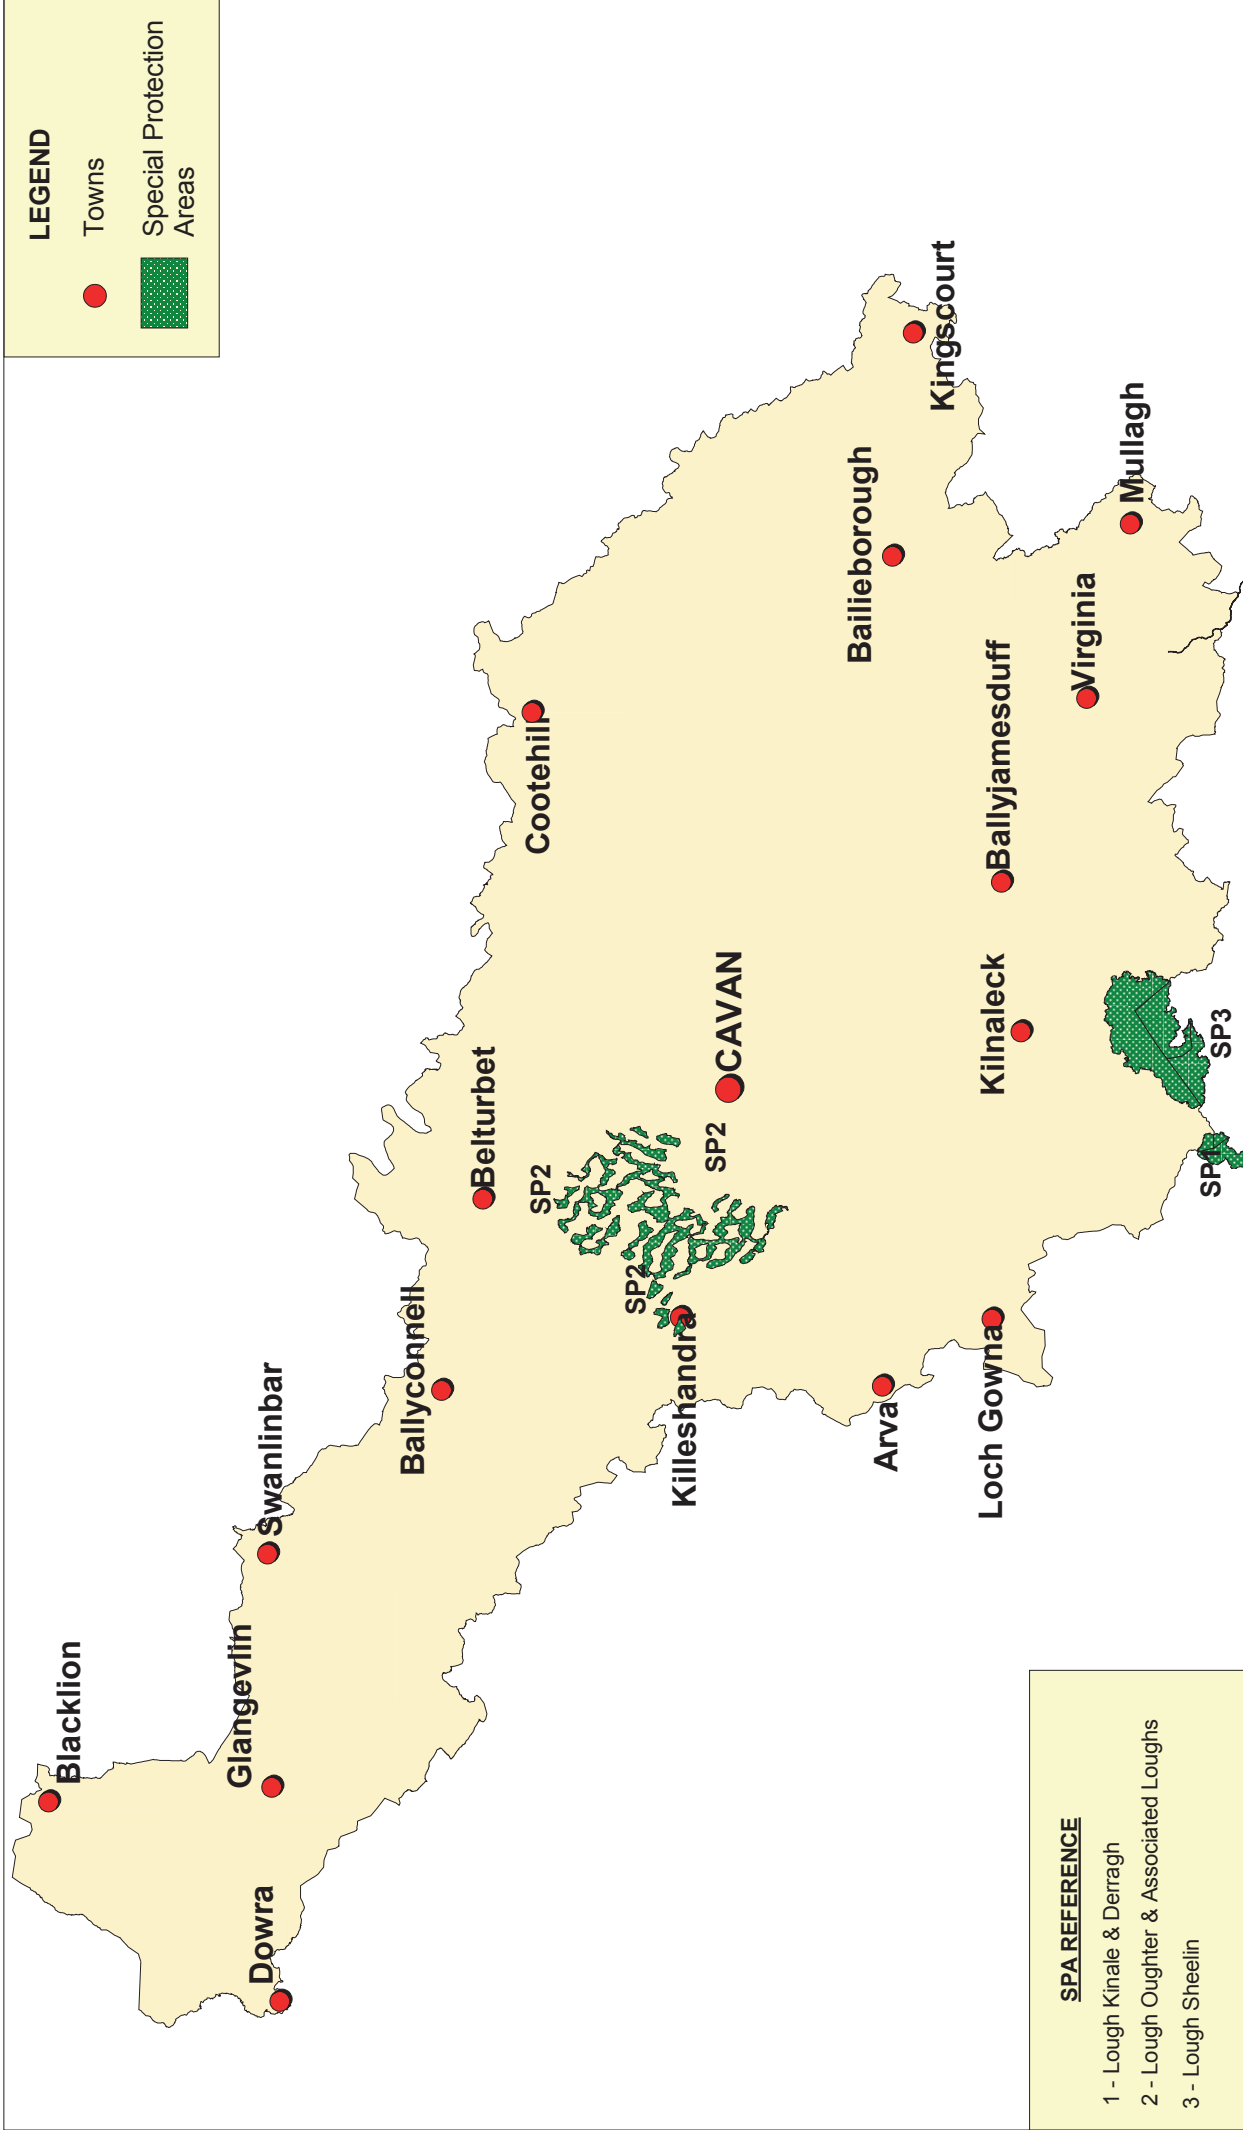 LEGEND
Towns
Special Protection
Areas
Blacklion
Dowra
Glangevlin
Swanlinbar
Ballyconnell
Belturbet
Cootehill
SP2
SP2
SP2
Killeshandra
CAVAN
Arva
Loch Gowna
Kilnaleck
Ballyjamesduff
Bailieborough
Kingscourt
Virginia
Mullagh
SP1
SP3
SPA REFERENCE
1 - Lough Kinale & Derragh
2 - Lough Oughter & Associated Loughs
3 - Lough Sheelin